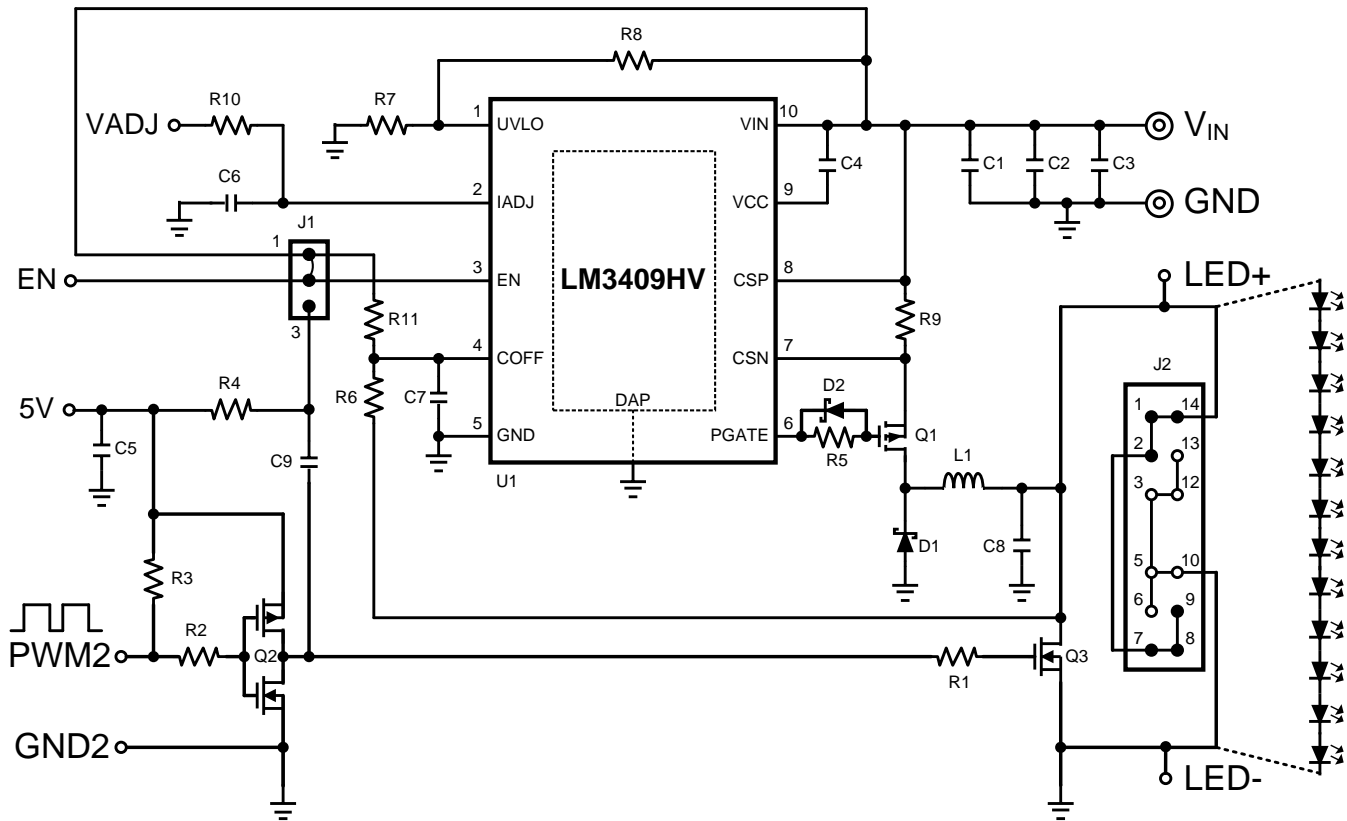 R8
R10
R7
1
10
VADJ
UVLO
VIN
VIN
C4
C1
C2
C3
C6
2
9
IADJ
VCC
GND
J1
1
3
8
EN
EN
LM3409HV
CSP
LED+
R11
R9
3
4
7
COFF
CSN
J2
R4
R6
C7
D2
DAP
1
14
5V
5
6
GND
PGATE
Q1
2
13
C5
C9
R5
L1
U1
3
12
D1
C8
R3
5
10
6
9
PWM2
R2
Q2
R1
Q3
7
8
GND2
LED-